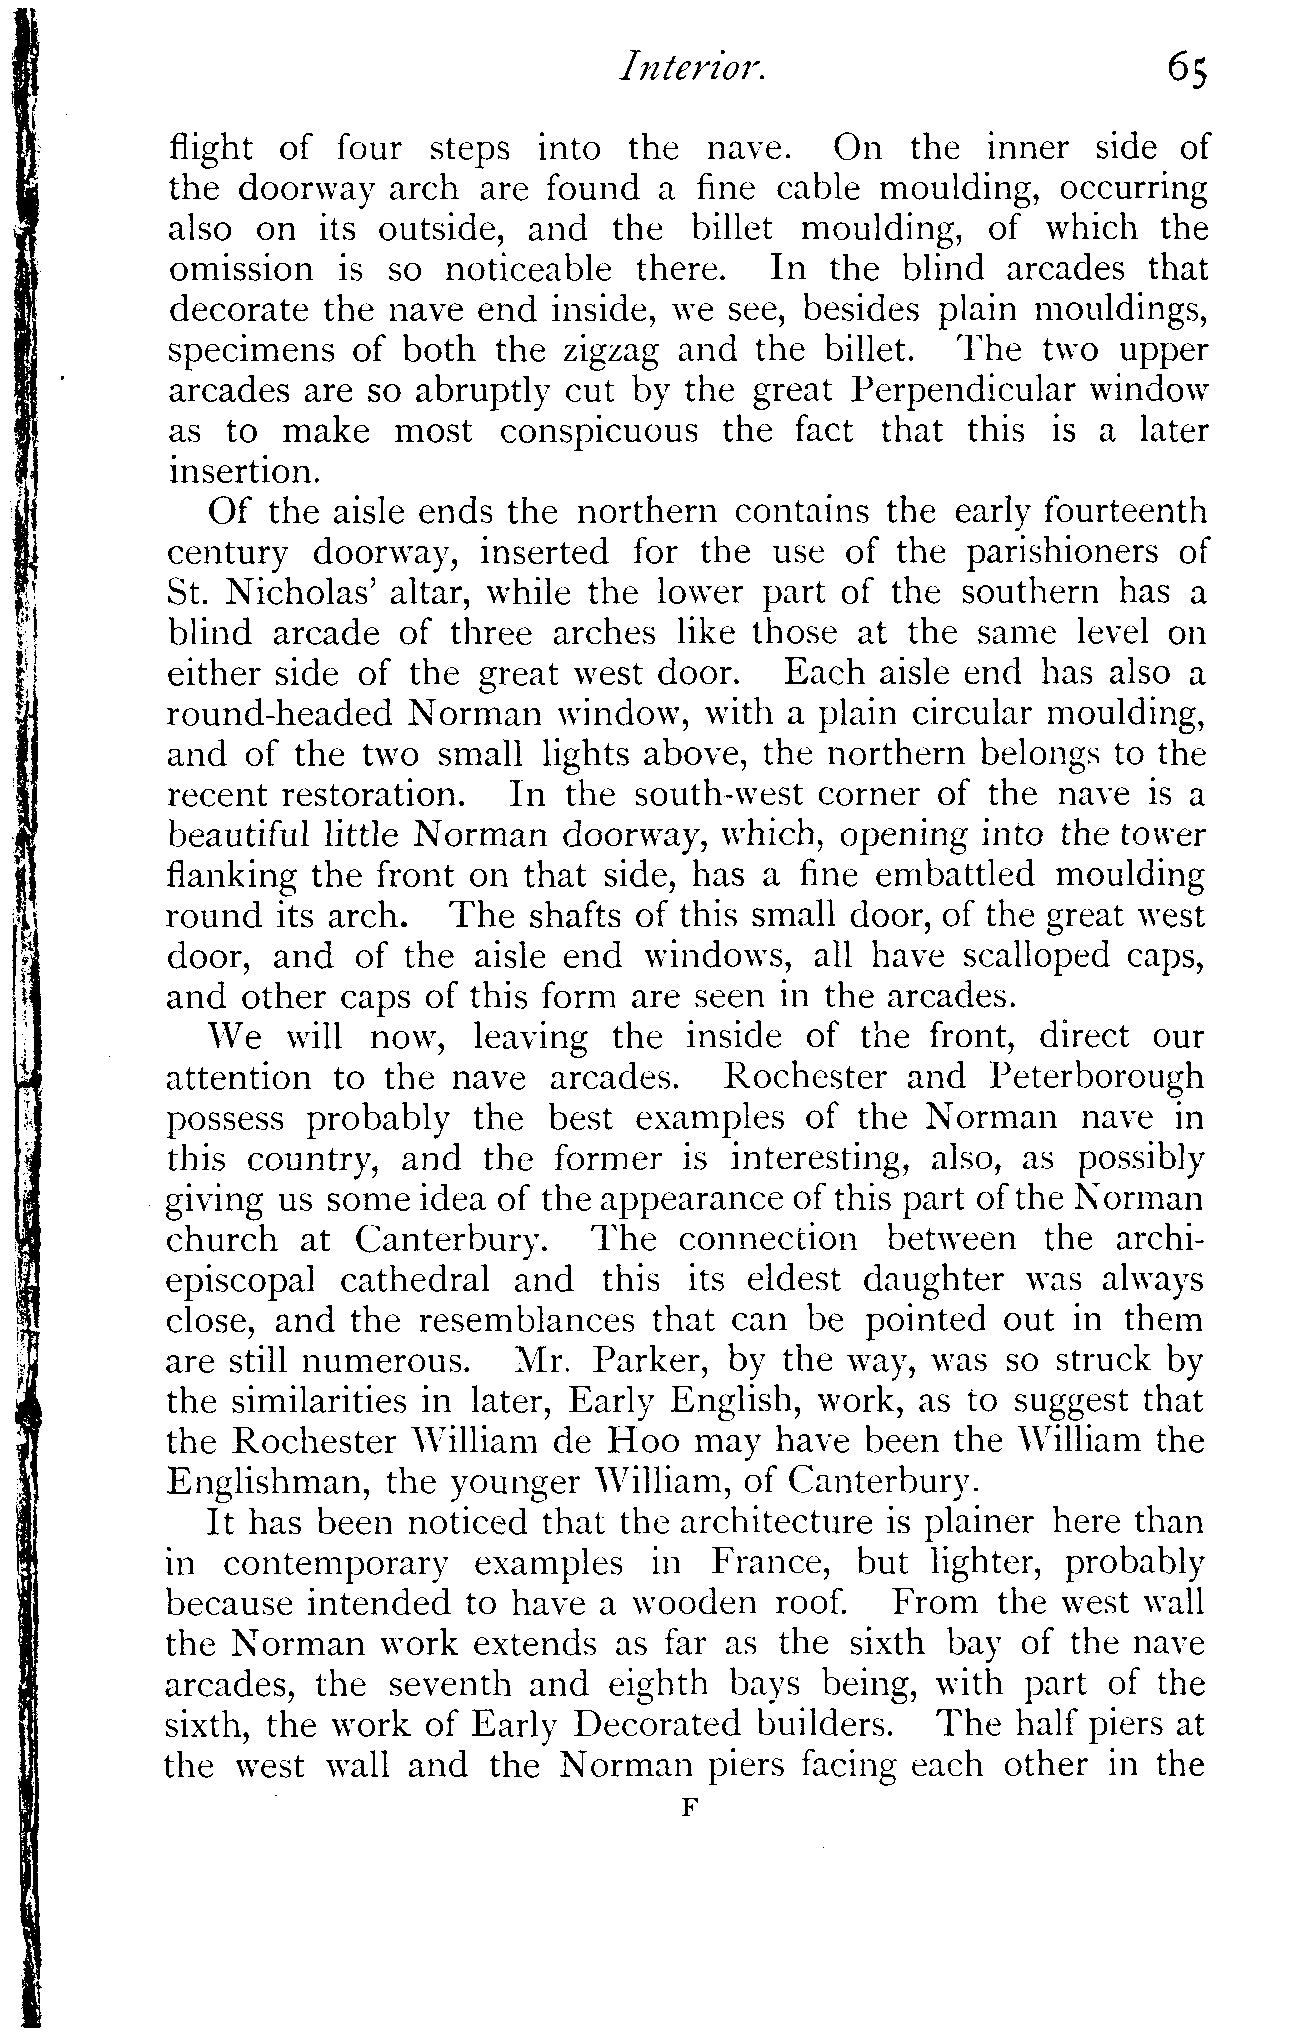 Interior. 65
flight of four steps into the nave. On the inner side of
the doorway arch are found a fine cable moulding, occurring
also on its outside, and the billet moulding, of which the
omission is so noticeable there. In the blind arcades that
decorate the nave end inside, we see, besides plain mouldings,
specimens of both the zigzag and the billet. The two upper
arcades are so abruptly cut by the great Perpendicular window
as to make most conspicuous the fact that this is a later
insertion.
Of the aisle ends the northern contains the early fourteenth
century doorway, inserted for the use of the parishioners of
St. Nicholas' altar, while the lower part of the southern has a
blind arcade of three arches like those at the same level on
either side of the great west door. Each aisle end has also a
round-headed Norman window, with a plain circular moulding,
and of the two small lights above, the northern belongs to the
recent restoration. In the south-west corner of the nave is a
beautiful little Norman doorway, which, opening into the tower
flanking the front on that side, has a fine embattled moulding
round its arch. The shafts of this small door, of the great west
door, and of the aisle end windows, all have scalloped caps,
and other caps of this form are seen in the arcades.
We will now, leaving the inside of the front, direct our
attention to the nave arcades. Rochester and Peterborough
possess probably the best examples of the Norman nave in
this country, and the former is interesting, also, as possibly
giving us some idea of the appearance of this part of the Norman
church at Canterbury. The connection between the archi-
episcopal cathedral and this its eldest daughter was always
close, and the resemblances that can be pointed out in them
are still numerous. Mr. Parker, by the way, was so struck by
the similarities in later, Early English, work, as to suggest that
the Rochester William de Hoo may have been the William the
Englishman, the younger William, of Canterbury.
It has been noticed that the architecture is plainer here than
in contemporary examples in France, but lighter, probably
because intended to have a wooden roof. From the west wall
the Norman work extends as far as the sixth bay of the nave
arcades, the seventh and eighth bays being, with part of the
sixth, the work of Early Decorated builders. The half piers at
the west wall and the Norman piers facing each other in the
F